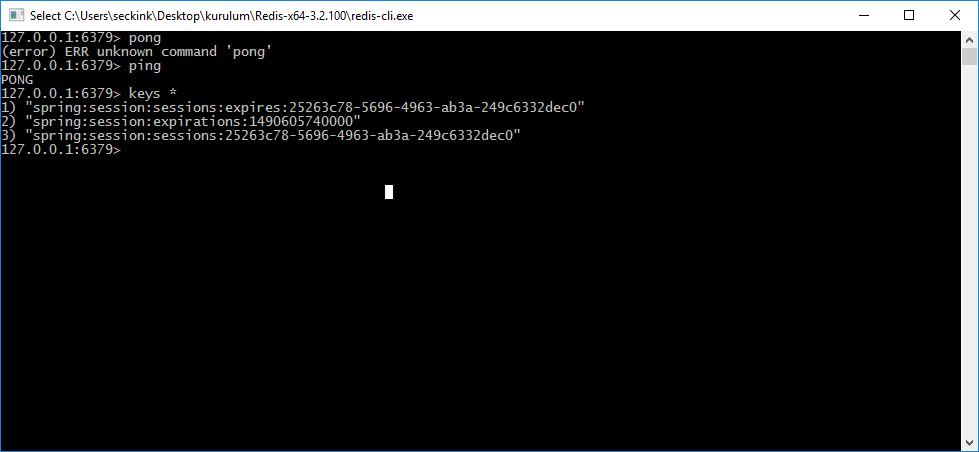 Select C:\Users\seckink\Desktop\kurulum\Redis-x64-3.2.100\redis-cli.exe
127.0.0.1:6379> pong
(error) ERR unknown command 'pong'
127.0.0.1:6379> ping
PONG
127.0.0.1:6379> keys *
1) "spring:session:sessions:expires:25263c78-5696-4963-ab3a-249c6332dec0"
2) "spring:session:expirations:1490605740000"
3) "spring:session:sessions:25263c78-5696-4963-ab3a-249c6332dec0"
127.0.0.1:6379>